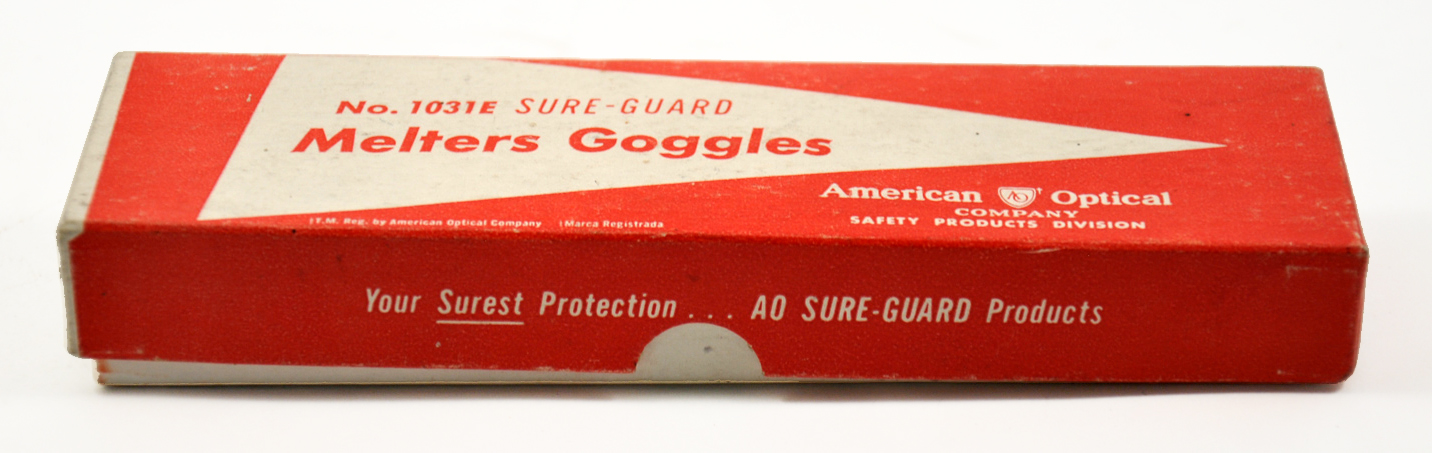 No. 1031E SURE-GUARD
Melters Goggles
American AO† Optical
COMPANY
SAFETY PRODUCTS DIVISION
†T.M. Reg. by American Optical Company   |Marca Registrada
Your Surest Protection . . . AO SURE-GUARD Products